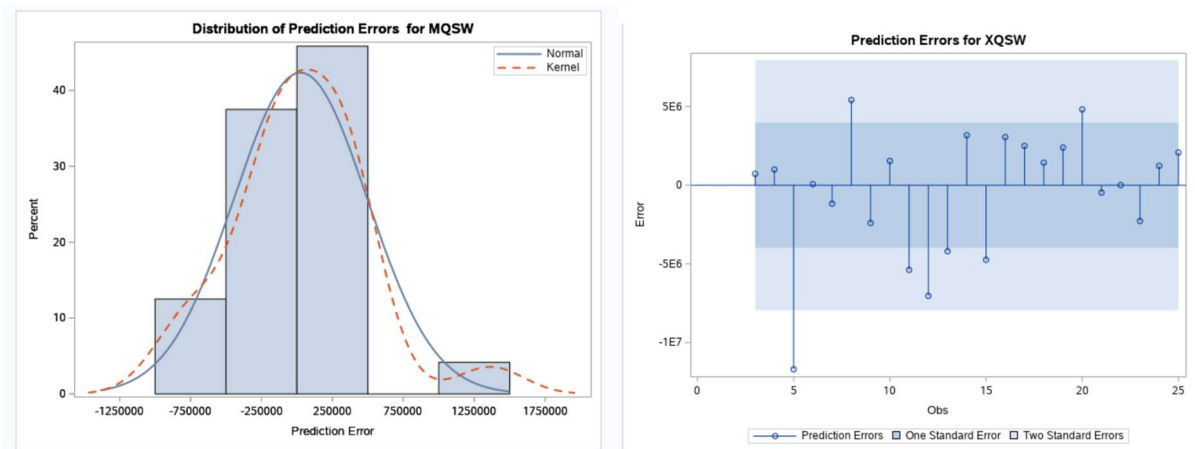 Distribution of Prediction Errors for MQSW
Normal
Kernel
Percent
40
30
20
10
0
-1250000 -750000 -250000 250000 750000 1250000 1750000
Prediction Error
Prediction Errors for XQSW
Error
5E6
0
-5E6
-1E7
0 5 10 15 20 25
Obs
Prediction Errors One Standard Error Two Standard Errors